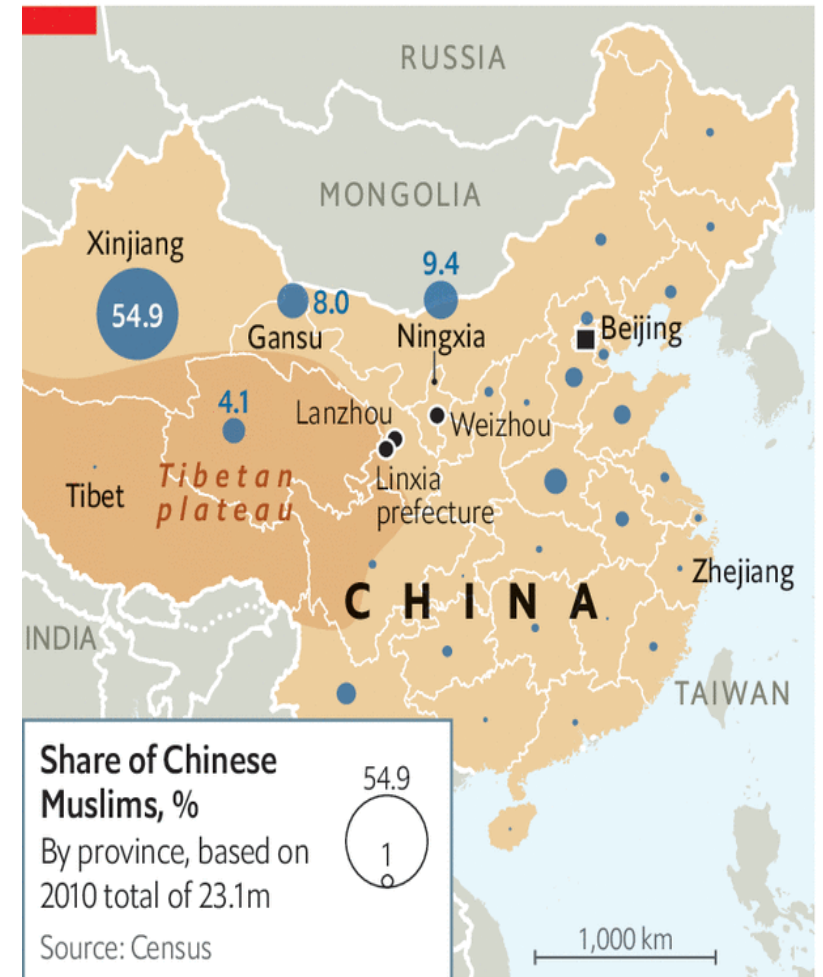 RUSSIA
MONGOLIA
Xinjiang
54.9
8.0
Gansu
9.4
Ningxia
Beijing
4.1
Lanzhou
Weizhou
Tibet
Tibetan
plateau
Linxia
prefecture
Zhejiang
CHINA
INDIA
TAIWAN
Share of Chinese
Muslims, %
By province, based on
2010 total of 23.1m
Source: Census
54.9
1
1,000 km